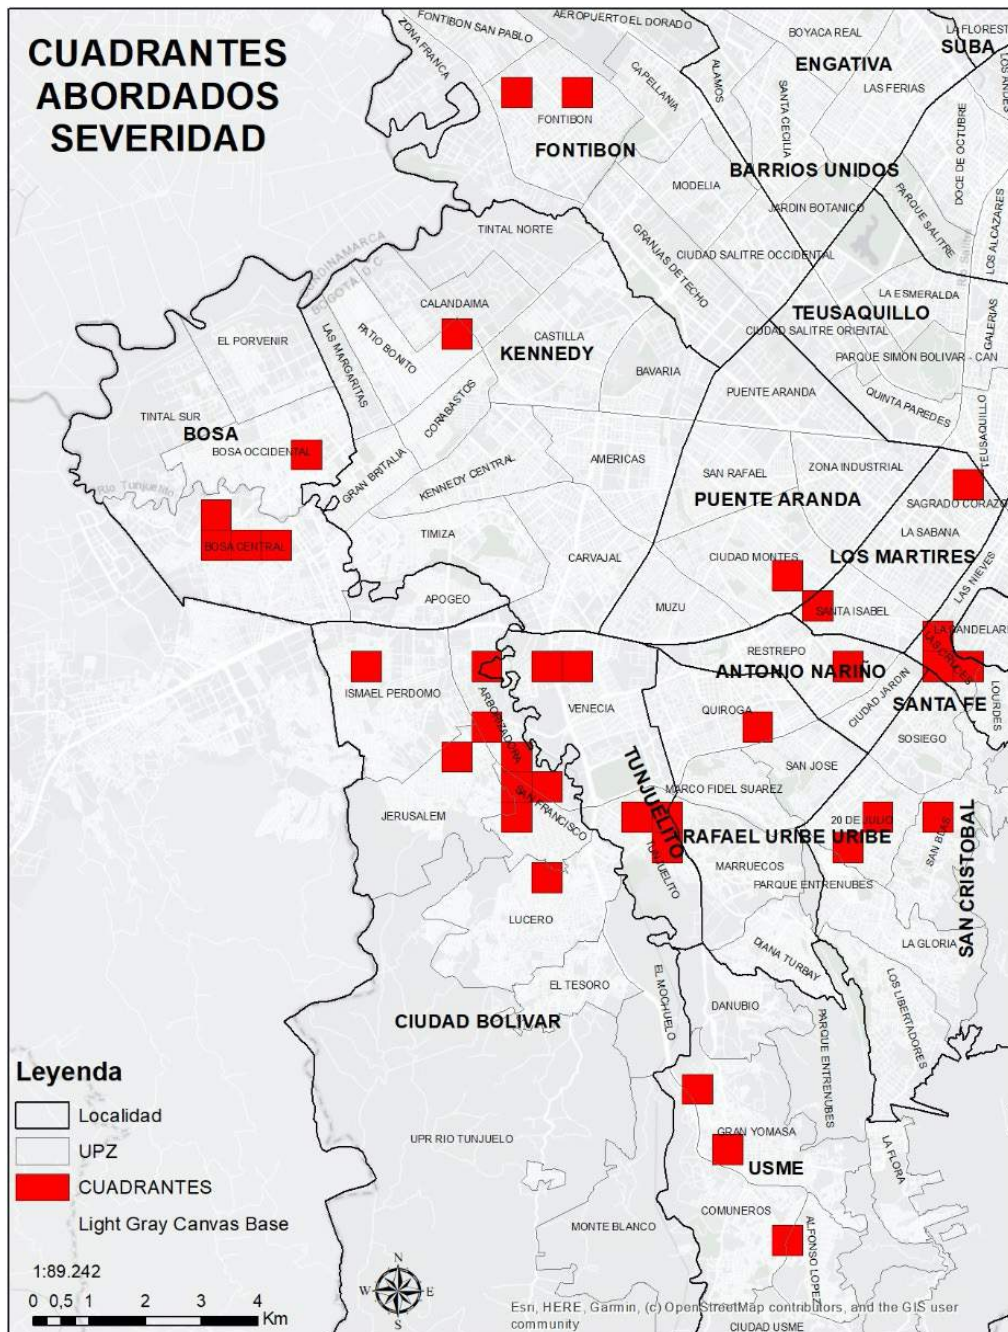 CUADRANTES
ABORDADOS
SEVERIDAD
FONTIBON SAN PABLO
AEROPUERTO EL DORADO
ZONA FRANCA
CAPELLANIA
ALAMOS
BOYACA REAL
ENGATIVA
SUBA
LAS FERIAS
SANTA CECILIA
FONTIBON
FONTIBON
MODELIA
BARRIOS UNIDOS
DOCE DE OCTUBRE
JARDIN BOTANICO
PARQUE SALITRE
LOS ALCAZARES
TINTAL NORTE
GRANJAS DE TECHO
CIUDAD SALITRE OCCIDENTAL
BOGOTA, D.C.
CALANDAIMA
LA ESMERALDA
TEUSAQUILLO
CIUDAD SALITRE ORIENTAL
GALERIAS
EL PORVENIR
LAS MARGARITAS
PATIO BONITO
CASTILLA
KENNEDY
BAVARIA
PARQUE SIMON BOLIVAR - CAN
CORABASTOS
PUENTE ARANDA
QUINTA PAREDES
TINTAL SUR
BOSA
BOSA OCCIDENTAL
TEUSAQUILLO
GRAN BRITALIA
KENNEDY CENTRAL
AMERICAS
SAN RAFAEL
ZONA INDUSTRIAL
Rio Tunjuelito
PUENTE ARANDA
SAGRADO CORAZO
LA SABANA
BOSA CENTRAL
TIMIZA
CARVAJAL
CIUDAD MONTES
LOS MARTIRES
LAS NIEVES
APOGEO
MUZU
SANTA ISABEL
LA CANDELARI
LAS CRUCES
RESTREPO
ANTONIO NARIÑO
ISMAEL PERDOMO
ARBORIZADORA
VENECIA
QUIROGA
CIUDAD JARDIN
SANTA FE
LOURDES
SOSIEGO
SAN JOSE
TUNJUELITO
MARCO FIDEL SUAREZ
JERUSALEM
SAN FRANCISCO
20 DE JULIO
RAFAEL URIBE URIBE
SAN BLAS
SAN CRISTOBAL
TUNJUELITO
MARRUECOS
PARQUE ENTRENUBES
LUCERO
DIANA TURBAY
LA GLORIA
EL TESORO
EL MOCHUELO
LOS LIBERTADORES
DANUBIO
CIUDAD BOLIVAR
PARQUE ENTRENUBES
UPR RIO TUNJUELO
GRAN YOMASA
USME
LA FLORA
COMUNEROS
ALFONSO LOPEZ
MONTE BLANCO
CIUDAD USME
Leyenda
Localidad
UPZ
CUADRANTES
Light Gray Canvas Base
1:89.242
0 0,5 1 2 3 4
Km
N
W E
S
Esri, HERE, Garmin, (c) OpenStreetMap contributors, and the GIS user
community